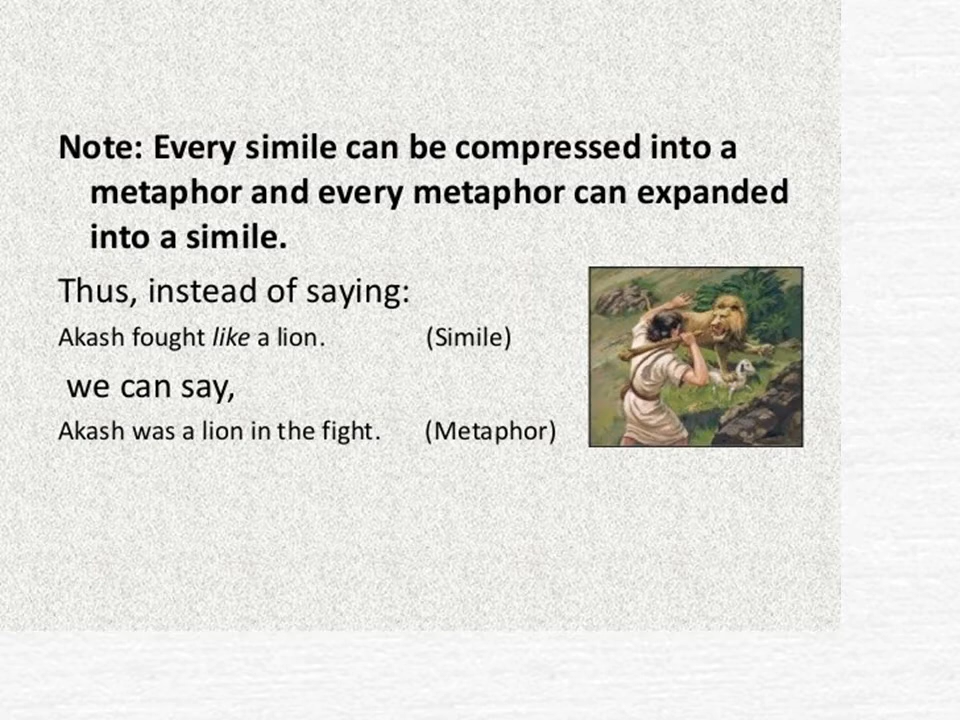 Note: Every simile can be compressed into a
metaphor and every metaphor can expanded
into a simile.
Thus, instead of saying:
Akash fought like a lion. (Simile)
we can say,
Akash was a lion in the fight. (Metaphor)